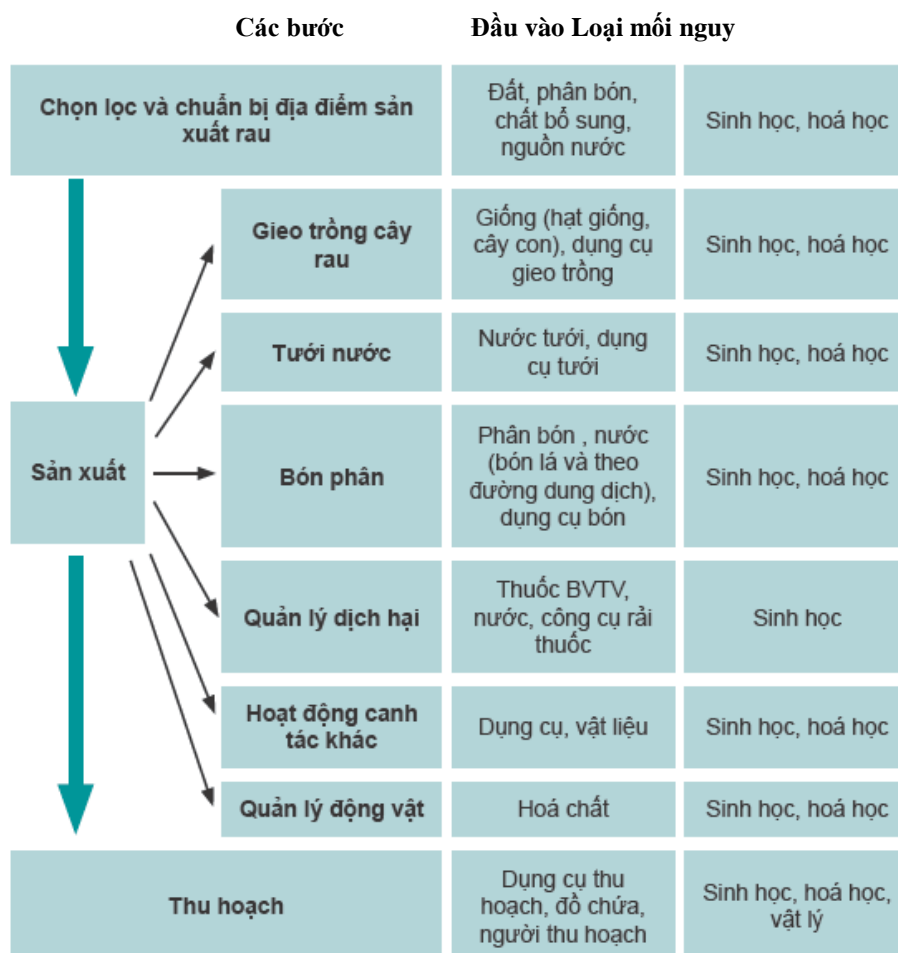 Các bước Đầu vào Loại mối nguy
Chọn lọc và chuẩn bị địa điểm sản
xuất rau
Đất, phân bón,
chất bổ sung,
nguồn nước
Sinh học, hoá học
Gieo trồng cây
rau
Giống (hạt giống,
cây con), dụng cụ
gieo trồng
Sinh học, hoá học
Tưới nước
Nước tưới, dụng
cụ tưới
Sinh học, hoá học
Sản xuất
Bón phân
Phân bón , nước
(bón lá và theo
đường dung dịch),
dụng cụ bón
Sinh học, hoá học
Quản lý dịch hại
Thuốc BVTV,
nước, công cụ rải
thuốc
Sinh học
Hoạt động canh
tác khác
Dụng cụ, vật liệu
Sinh học, hoá học
Quản lý động vật
Hoá chất
Sinh học, hoá học
Thu hoạch
Dụng cụ thu
hoạch, đồ chứa,
người thu hoạch
Sinh học, hoá học,
vật lý